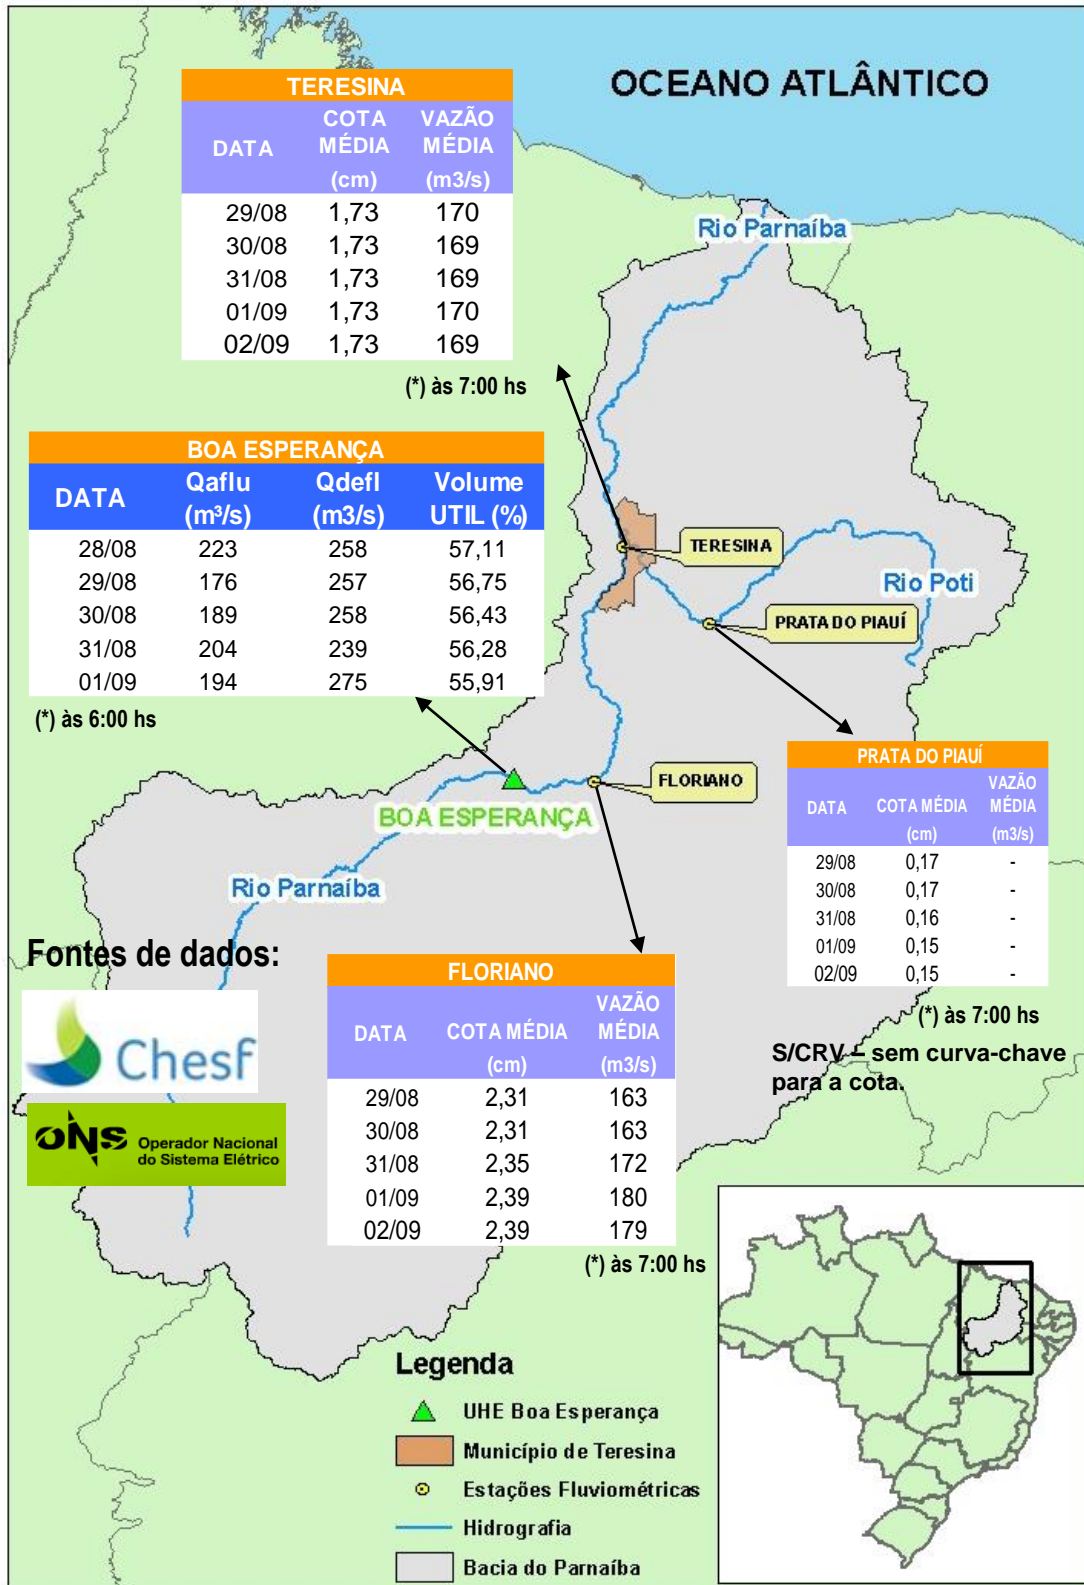 OCEANO ATLÂNTICO
TERESINA
DATA COTA MÉDIA (cm) VAZÃO MÉDIA (m3/s)
29/08 1,73 170
30/08 1,73 169
31/08 1,73 169
01/09 1,73 170
02/09 1,73 169
(*) às 7:00 hs
Rio Parnaíba
BOA ESPERANÇA
DATA Qaflu (m³/s) Qdefl (m3/s) Volume UTIL (%)
28/08 223 258 57,11
29/08 176 257 56,75
30/08 189 258 56,43
31/08 204 239 56,28
01/09 194 275 55,91
(*) às 6:00 hs
TERESINA
Rio Poti
PRATA DO PIAUÍ
FLORIANO
BOA ESPERANÇA
Rio Parnaíba
PRATA DO PIAUÍ
DATA COTA MÉDIA (cm) VAZÃO MÉDIA (m3/s)
29/08 0,17 -
30/08 0,17 -
31/08 0,16 -
01/09 0,15 -
02/09 0,15 -
(*) às 7:00 hs
S/CRV – sem curva-chave
para a cota.
Fontes de dados:
Chesf
ONS Operador Nacional
do Sistema Elétrico
FLORIANO
DATA COTA MÉDIA (cm) VAZÃO MÉDIA (m3/s)
29/08 2,31 163
30/08 2,31 163
31/08 2,35 172
01/09 2,39 180
02/09 2,39 179
(*) às 7:00 hs
Legenda
UHE Boa Esperança
Município de Teresina
Estações Fluviométricas
Hidrografia
Bacia do Parnaíba